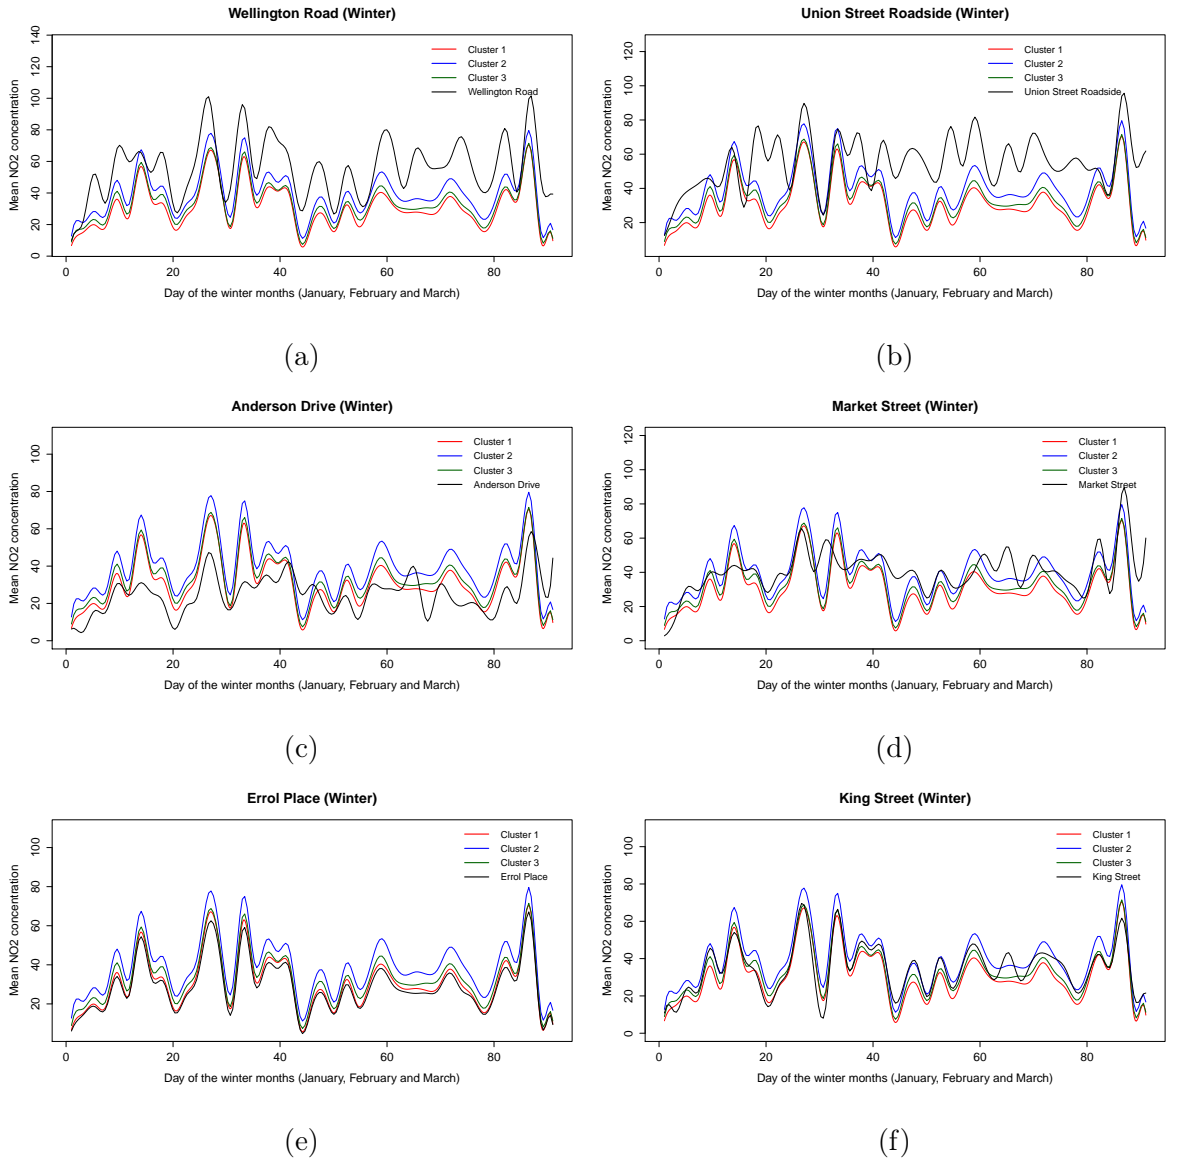 Wellington Road (Winter)
Mean NO2 concentration
0 20 40 60 80 100 120 140
Cluster 1
Cluster 2
Cluster 3
Wellington Road
0 20 40 60 80
Day of the winter months (January, February and March)
(a)
Union Street Roadside (Winter)
Mean NO2 concentration
20 40 60 80 100 120
Cluster 1
Cluster 2
Cluster 3
Union Street Roadside
0 20 40 60 80
Day of the winter months (January, February and March)
(b)
Anderson Drive (Winter)
Mean NO2 concentration
0 20 40 60 80 100
Cluster 1
Cluster 2
Cluster 3
Anderson Drive
0 20 40 60 80
Day of the winter months (January, February and March)
(c)
Market Street (Winter)
Mean NO2 concentration
0 20 40 60 80 100 120
Cluster 1
Cluster 2
Cluster 3
Market Street
0 20 40 60 80
Day of the winter months (January, February and March)
(d)
Errol Place (Winter)
Mean NO2 concentration
20 40 60 80 100
Cluster 1
Cluster 2
Cluster 3
Errol Place
0 20 40 60 80
Day of the winter months (January, February and March)
(e)
King Street (Winter)
Mean NO2 concentration
0 20 40 60 80 100
Cluster 1
Cluster 2
Cluster 3
King Street
0 20 40 60 80
Day of the winter months (January, February and March)
(f)